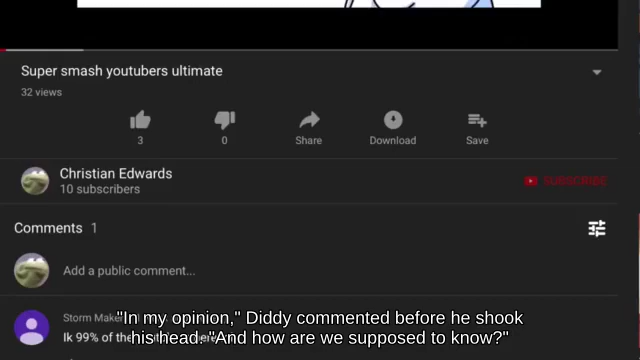 Super smash youtubers ultimate
32 views
3
0
Share
Download
Save
Christian Edwards
10 subscribers
SUBSCRIBE
Comments 1
Add a public comment...
Storm Maker
Ik 99% of the
"In my opinion," Diddy commented before he shook
his head. "And how are we supposed to know?"